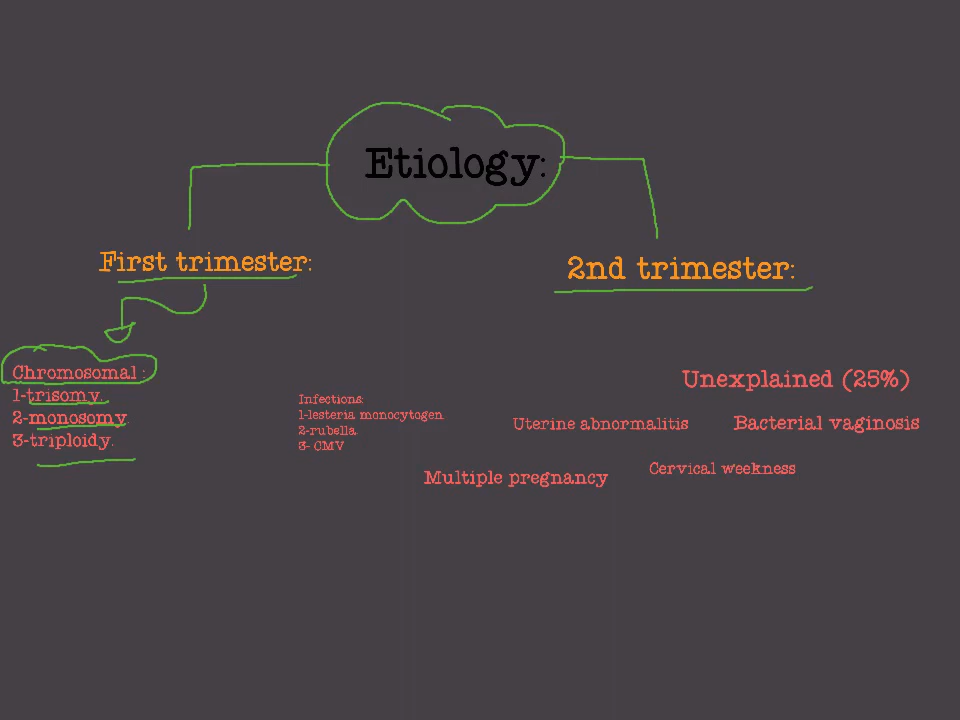 Etiology:
First trimester:
2nd trimester:
Chromosomal :
1-trisomy.
2-monosomy.
3-triploidy.
Infections:
1-lesteria monocytogen.
2-rubella.
3- CMV
Unexplained (25%)
Uterine abnormalitis
Bacterial vaginosis
Multiple pregnancy
Cervical weekness